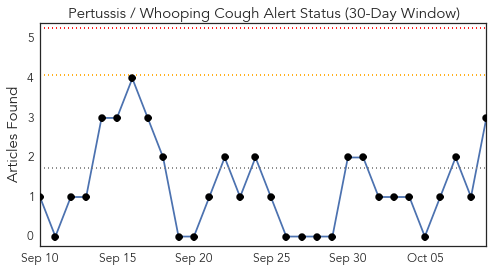 Pertussis / Whooping Cough Alert Status (30-Day Window)
Articles Found
5
4
3
2
1
0
Sep 10 Sep 15 Sep 20 Sep 25 Sep 30 Oct 05